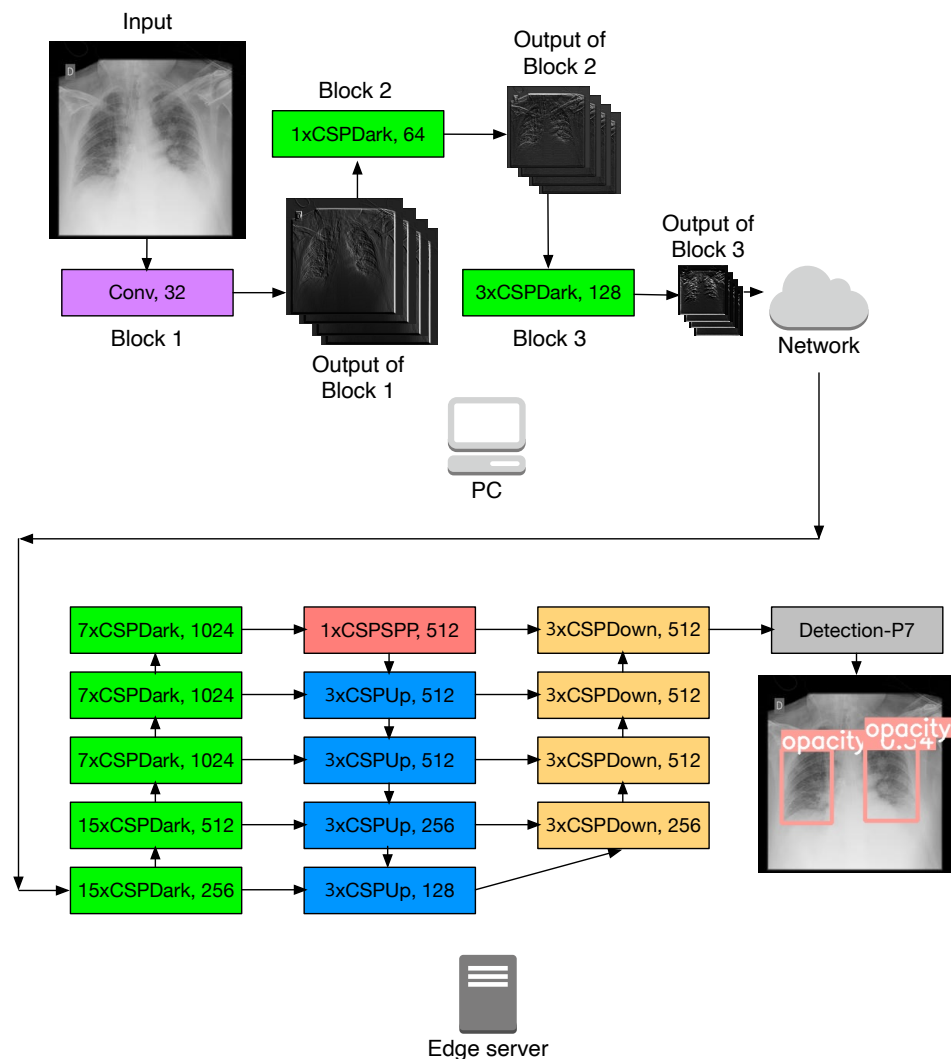 Input
D
Conv, 32
Block 1
Output of
Block 1
Block 2
1xCSPDark, 64
Output of
Block 2
3xCSPDark, 128
Block 3
Output of
Block 3
Network
PC
7xCSPDark, 1024
1xCSPSPP, 512
3xCSPDown, 512
Detection-P7
7xCSPDark, 1024
3xCSPUp, 512
3xCSPDown, 512
7xCSPDark, 1024
3xCSPUp, 512
3xCSPDown, 512
15xCSPDark, 512
3xCSPUp, 256
3xCSPDown, 256
15xCSPDark, 256
3xCSPUp, 128
D
opacity
opacity
Edge server